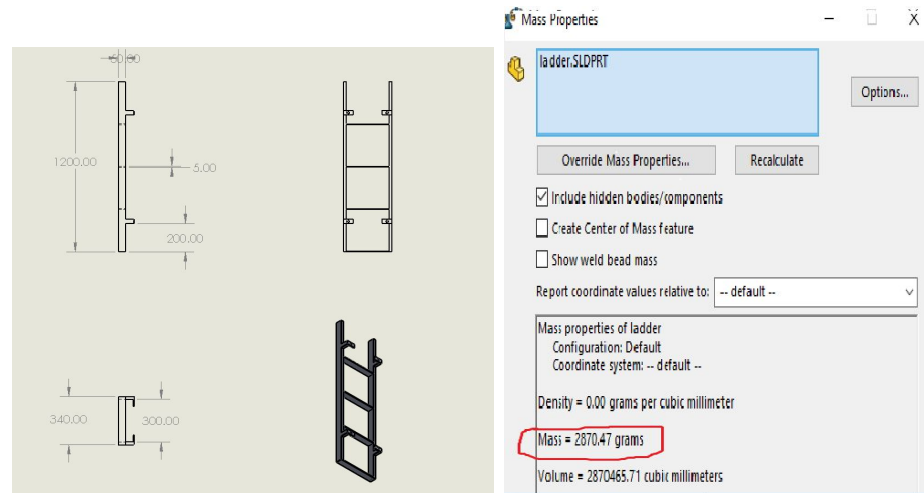 60.00
1200.00
5.00
200.00
340.00
300.00
Mass Properties
ladder.SLDPRT
Options...
Override Mass Properties...
Recalculate
Include hidden bodies/components
Create Center of Mass feature
Show weld bead mass
Report coordinate values relative to:
-- default --
Mass properties of ladder
Configuration: Default
Coordinate system: -- default --
Density = 0.00 grams per cubic millimeter
Mass = 2870.47 grams
Volume = 2870465.71 cubic millimeters